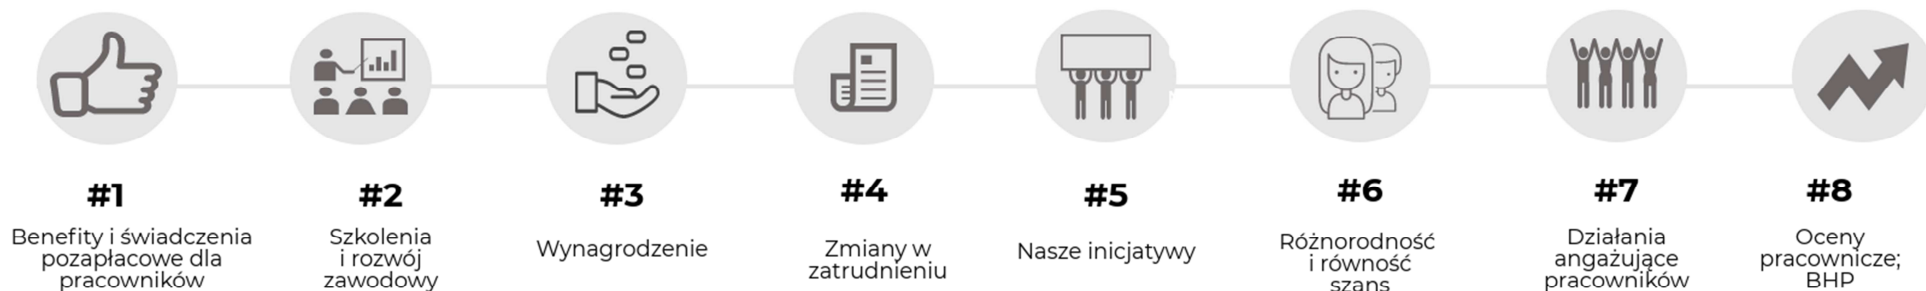 #1
Benefity i świadczenia
pozapłacowe dla
pracowników
#2
Szkolenia
i rozwój
zawodowy
#3
Wynagrodzenie
#4
Zmiany w
zatrudnieniu
#5
Nasze inicjatywy
#6
Różnorodność
i równość
szans
#7
Działania
angażujące
pracowników
#8
Oceny
pracownicze;
BHP